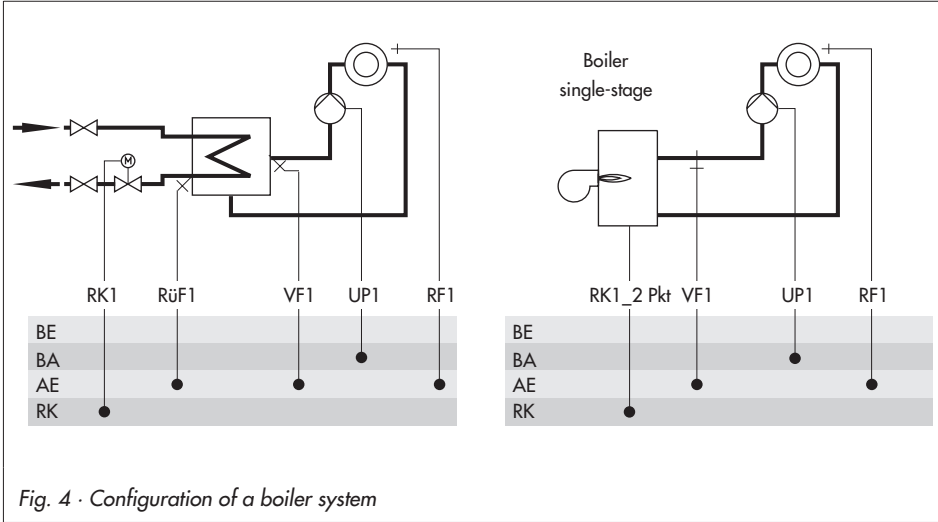 Boiler
single-stage
M
RK1 RüF1 VF1 UP1 RF1
BE
BA
AE
RK
RK1_2 Pkt VF1 UP1 RF1
BE
BA
AE
RK
Fig. 4 · Configuration of a boiler system